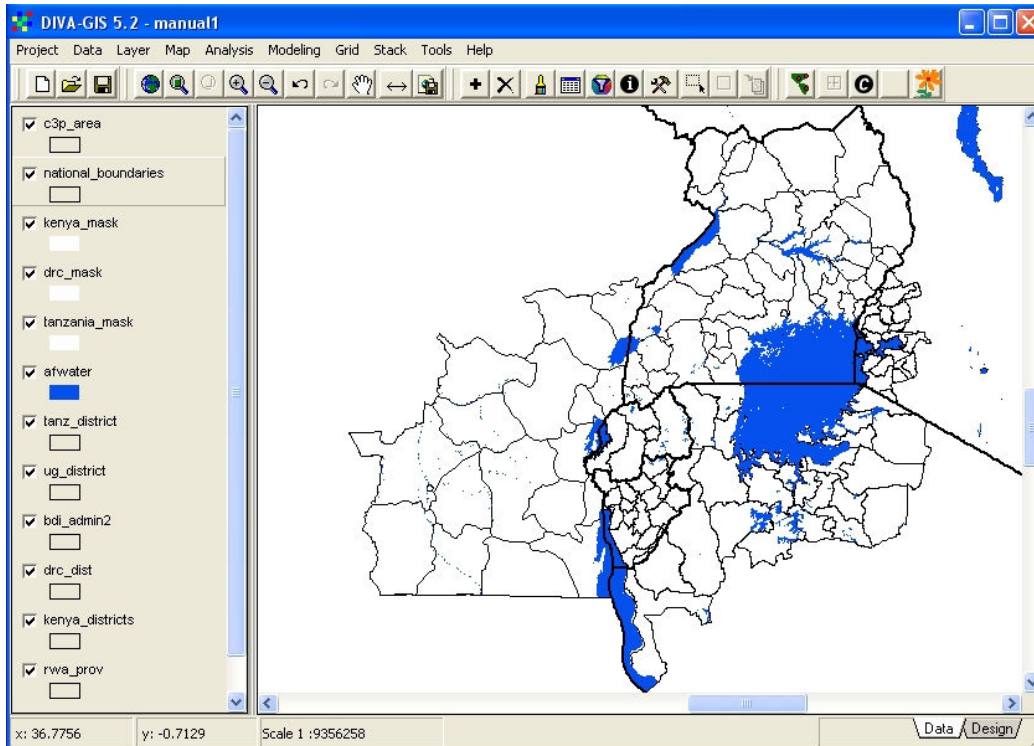 DIVA-GIS 5.2 - manual1
Project Data Layer Map Analysis Modeling Grid Stack Tools Help
c3p_area
national_boundaries
kenya_mask
drc_mask
tanzania_mask
afwater
tanz_district
ug_district
bdi_admin2
drc_dist
kenya_districts
rwa_prov
x: 36.7756 y: -0.7129 Scale 1 :9356258 Data Design